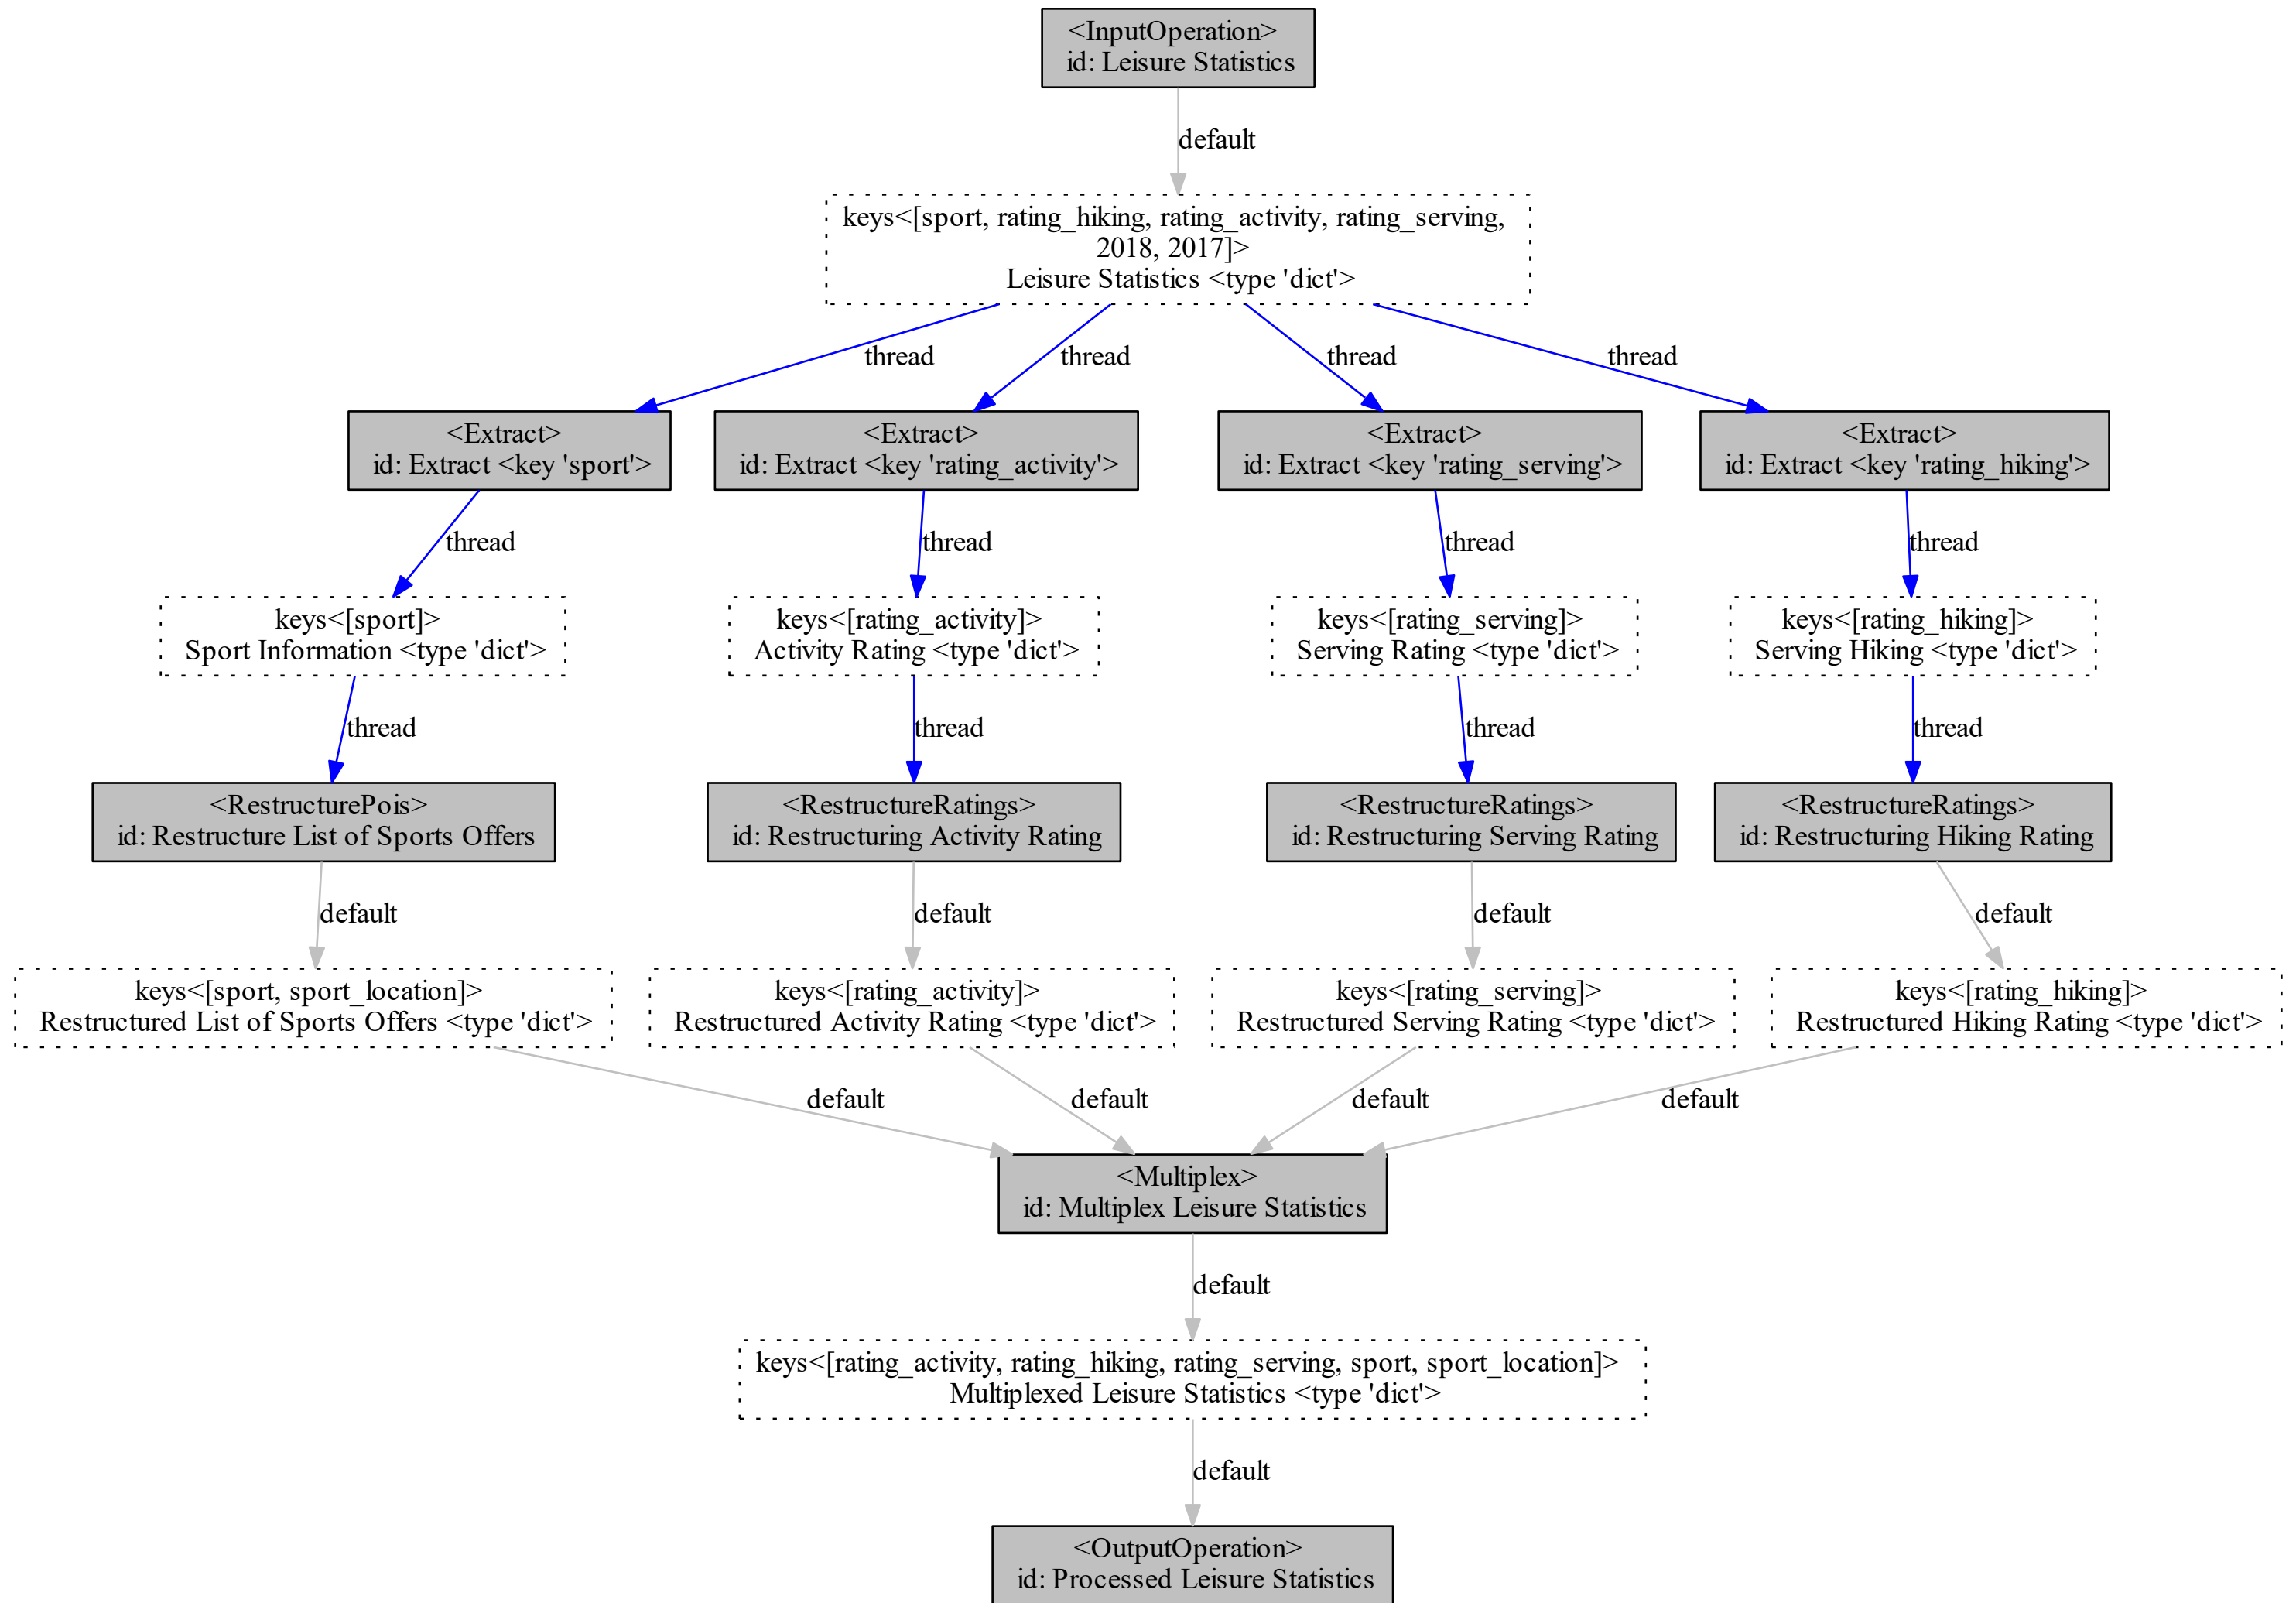 <InputOperation>
id: Leisure Statistics
default
keys<[sport, rating_hiking, rating_activity, rating_serving,
2018, 2017]>
Leisure Statistics <type 'dict'>
thread
thread
thread
thread
<Extract>
id: Extract <key 'sport'>
<Extract>
id: Extract <key 'rating_activity'>
<Extract>
id: Extract <key 'rating_serving'>
<Extract>
id: Extract <key 'rating_hiking'>
thread
thread
thread
thread
keys<[sport]>
Sport Information <type 'dict'>
keys<[rating_activity]>
Activity Rating <type 'dict'>
keys<[rating_serving]>
Serving Rating <type 'dict'>
keys<[rating_hiking]>
Serving Hiking <type 'dict'>
thread
thread
thread
thread
<RestructurePois>
id: Restructure List of Sports Offers
<RestructureRatings>
id: Restructuring Activity Rating
<RestructureRatings>
id: Restructuring Serving Rating
<RestructureRatings>
id: Restructuring Hiking Rating
default
default
default
default
keys<[sport, sport_location]>
Restructured List of Sports Offers <type 'dict'>
keys<[rating_activity]>
Restructured Activity Rating <type 'dict'>
keys<[rating_serving]>
Restructured Serving Rating <type 'dict'>
keys<[rating_hiking]>
Restructured Hiking Rating <type 'dict'>
default
default
default
default
<Multiplex>
id: Multiplex Leisure Statistics
default
keys<[rating_activity, rating_hiking, rating_serving, sport, sport_location]>
Multiplexed Leisure Statistics <type 'dict'>
default
<OutputOperation>
id: Processed Leisure Statistics